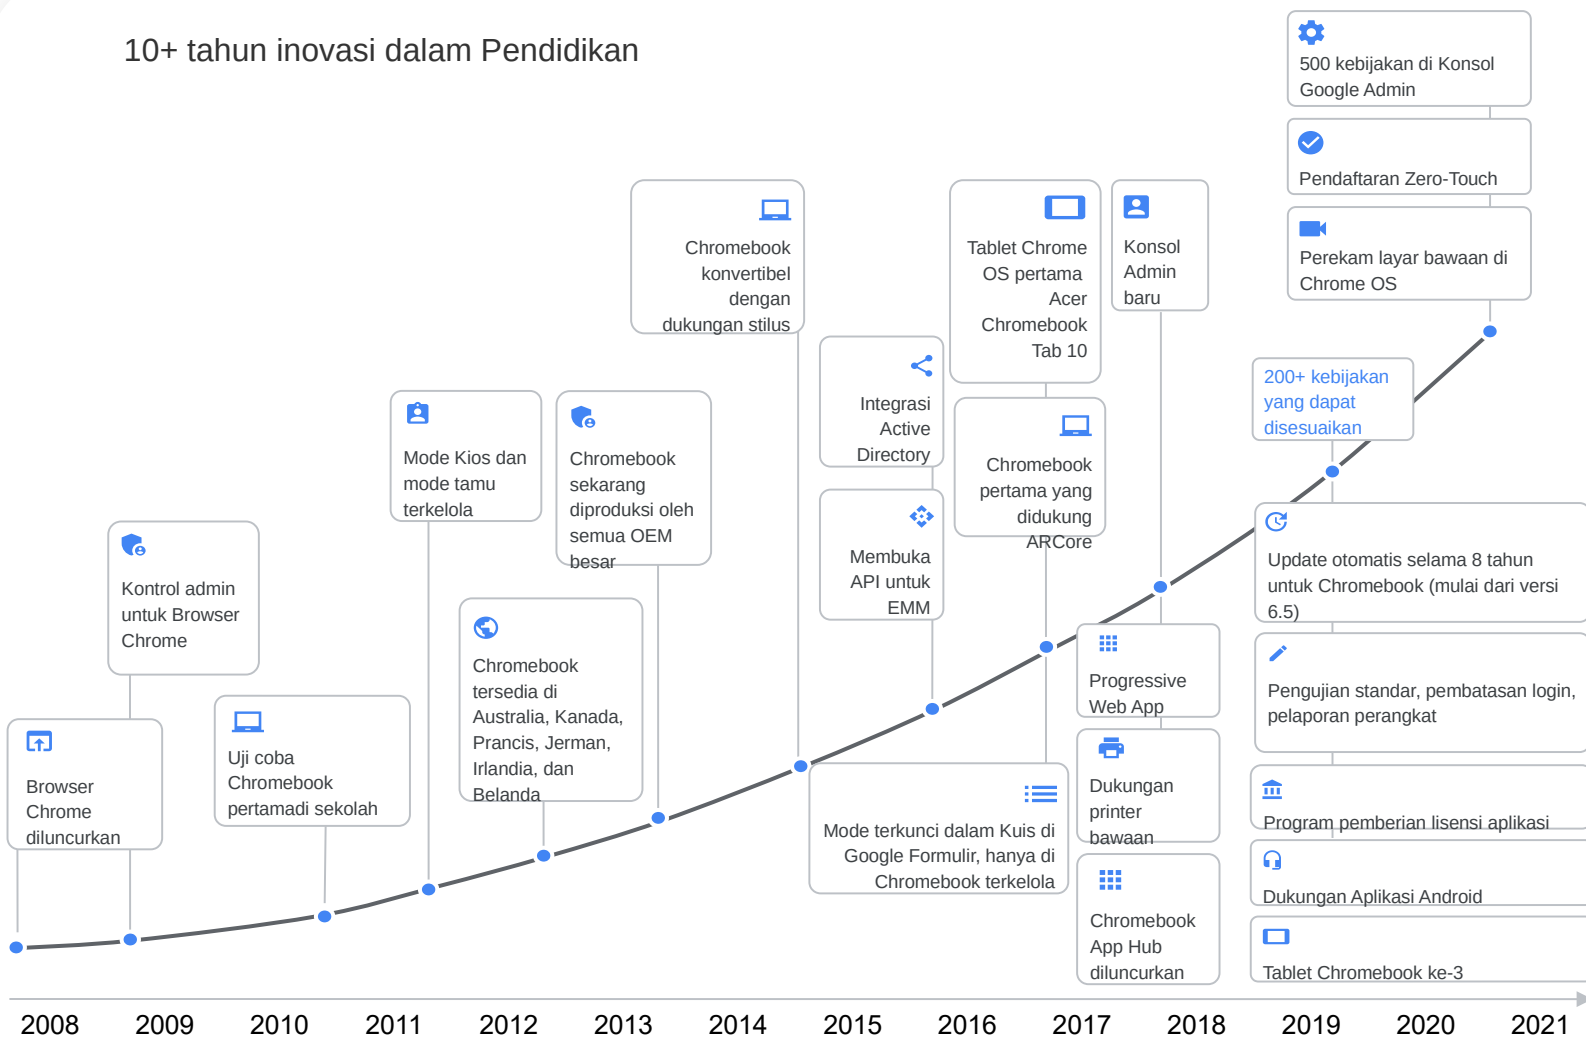 10+ tahun inovasi dalam Pendidikan
Browser
Chrome
diluncurkan
Kontrol admin
untuk Browser
Chrome
Uji coba
Chromebook
pertamadi sekolah
Mode Kios dan
mode tamu
terkelola
Chromebook
tersedia di
Australia, Kanada,
Prancis, Jerman,
Irlandia, dan
Belanda
Chromebook
sekarang
diproduksi oleh
semua OEM
besar
Chromebook
konvertibel
dengan
dukungan stilus
Integrasi
Active
Directory
Membuka
API untuk
EMM
Tablet Chrome
OS pertama
Acer
Chromebook
Tab 10
Chromebook
pertama yang
didukung
ARCore
Mode terkunci dalam Kuis di
Google Formulir, hanya di
Chromebook terkelola
Konsol
Admin
baru
Progressive
Web App
Dukungan
printer
bawaan
Chromebook
App Hub
diluncurkan
200+ kebijakan
yang dapat
disesuaikan
Update otomatis selama 8 tahun
untuk Chromebook (mulai dari versi
6.5)
Pengujian standar, pembatasan login,
pelaporan perangkat
Program pemberian lisensi aplikasi
Dukungan Aplikasi Android
Tablet Chromebook ke-3
500 kebijakan di Konsol
Google Admin
Pendaftaran Zero-Touch
Perekam layar bawaan di
Chrome OS
2008 2009 2010 2011 2012 2013 2014 2015 2016 2017 2018 2019 2020 2021